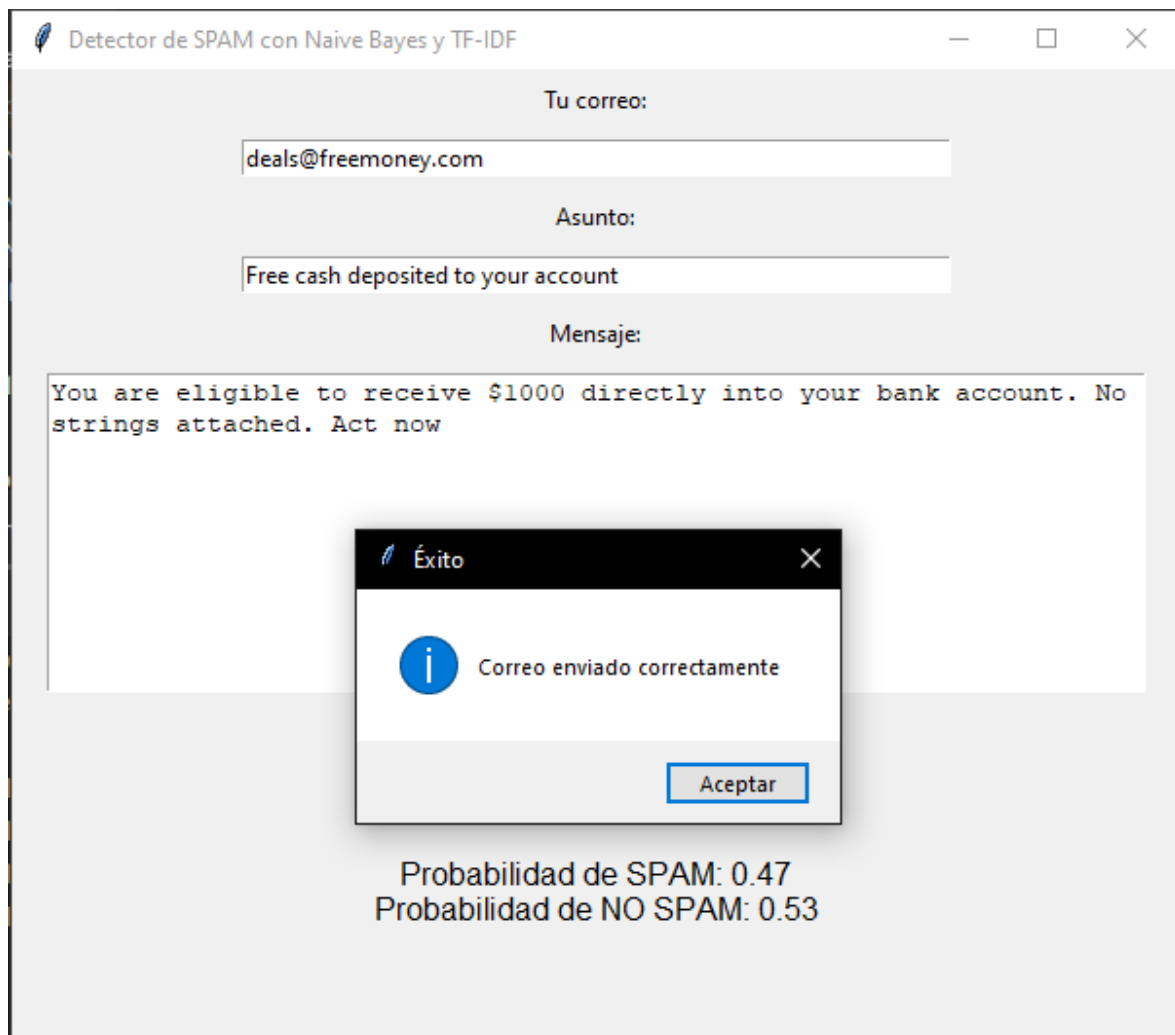 Detector de SPAM con Naive Bayes y TF-IDF
Tu correo:
deals@freemoney.com
Asunto:
Free cash deposited to your account
Mensaje:
You are eligible to receive $1000 directly into your bank account. No
strings attached. Act now
Éxito
Correo enviado correctamente
Aceptar
Probabilidad de SPAM: 0.47
Probabilidad de NO SPAM: 0.53